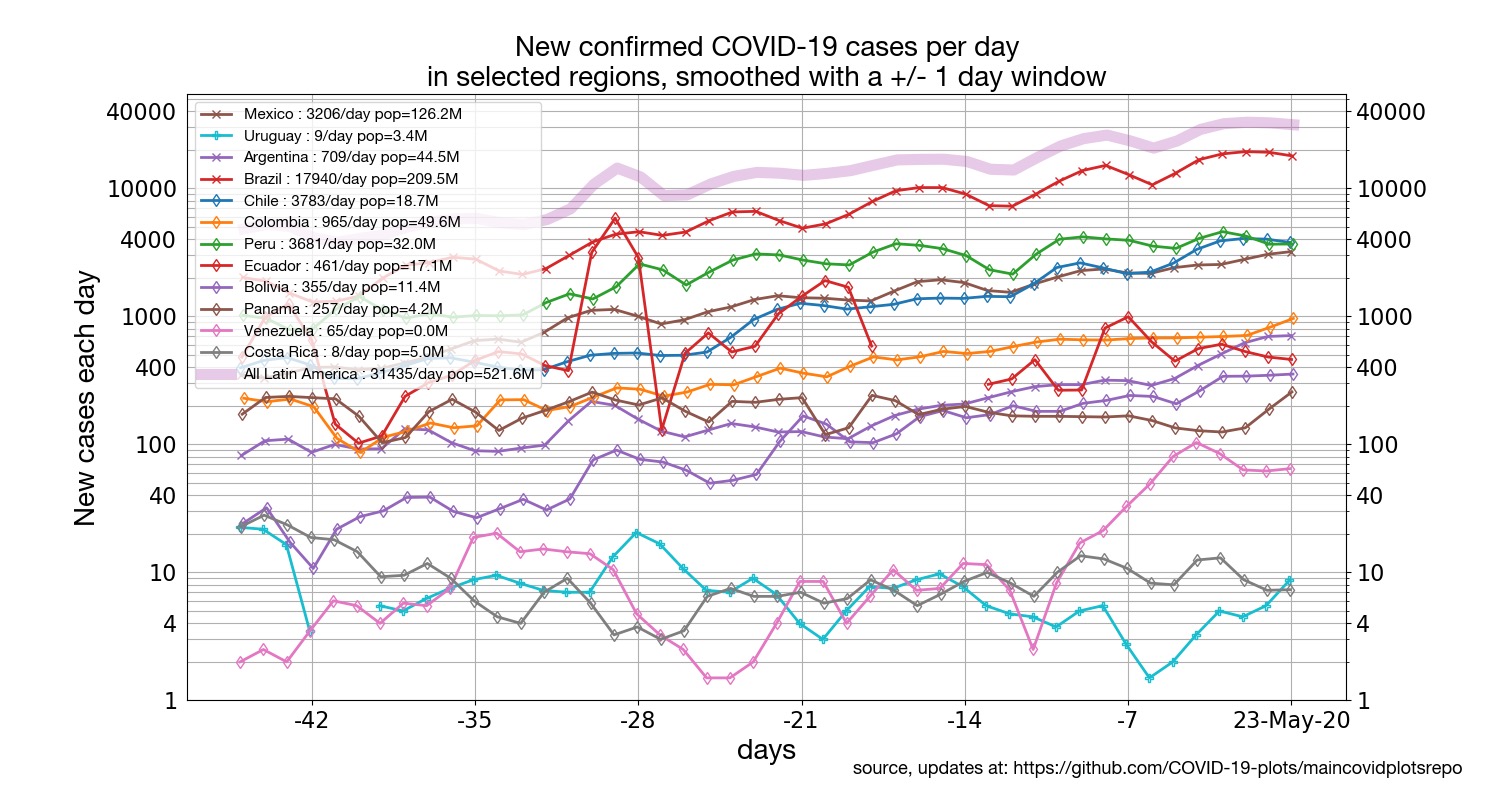 New confirmed COVID-19 cases per day
in selected regions, smoothed with a +/- 1 day window
New cases each day
40000
10000
4000
1000
400
100
40
10
4
1
Mexico : 3206/day pop=126.2M
Uruguay : 9/day pop=3.4M
Argentina : 709/day pop=44.5M
Brazil : 17940/day pop=209.5M
Chile : 3783/day pop=18.7M
Colombia : 965/day pop=49.6M
Peru : 3681/day pop=32.0M
Ecuador : 461/day pop=17.1M
Bolivia : 355/day pop=11.4M
Panama : 257/day pop=4.2M
Venezuela : 65/day pop=0.0M
Costa Rica : 8/day pop=5.0M
All Latin America : 31435/day pop=521.6M
40000
10000
4000
1000
400
100
40
10
4
1
-42 -35 -28 -21 -14 -7 23-May-20
days
source, updates at: https://github.com/COVID-19-plots/maincovidplotsrepo